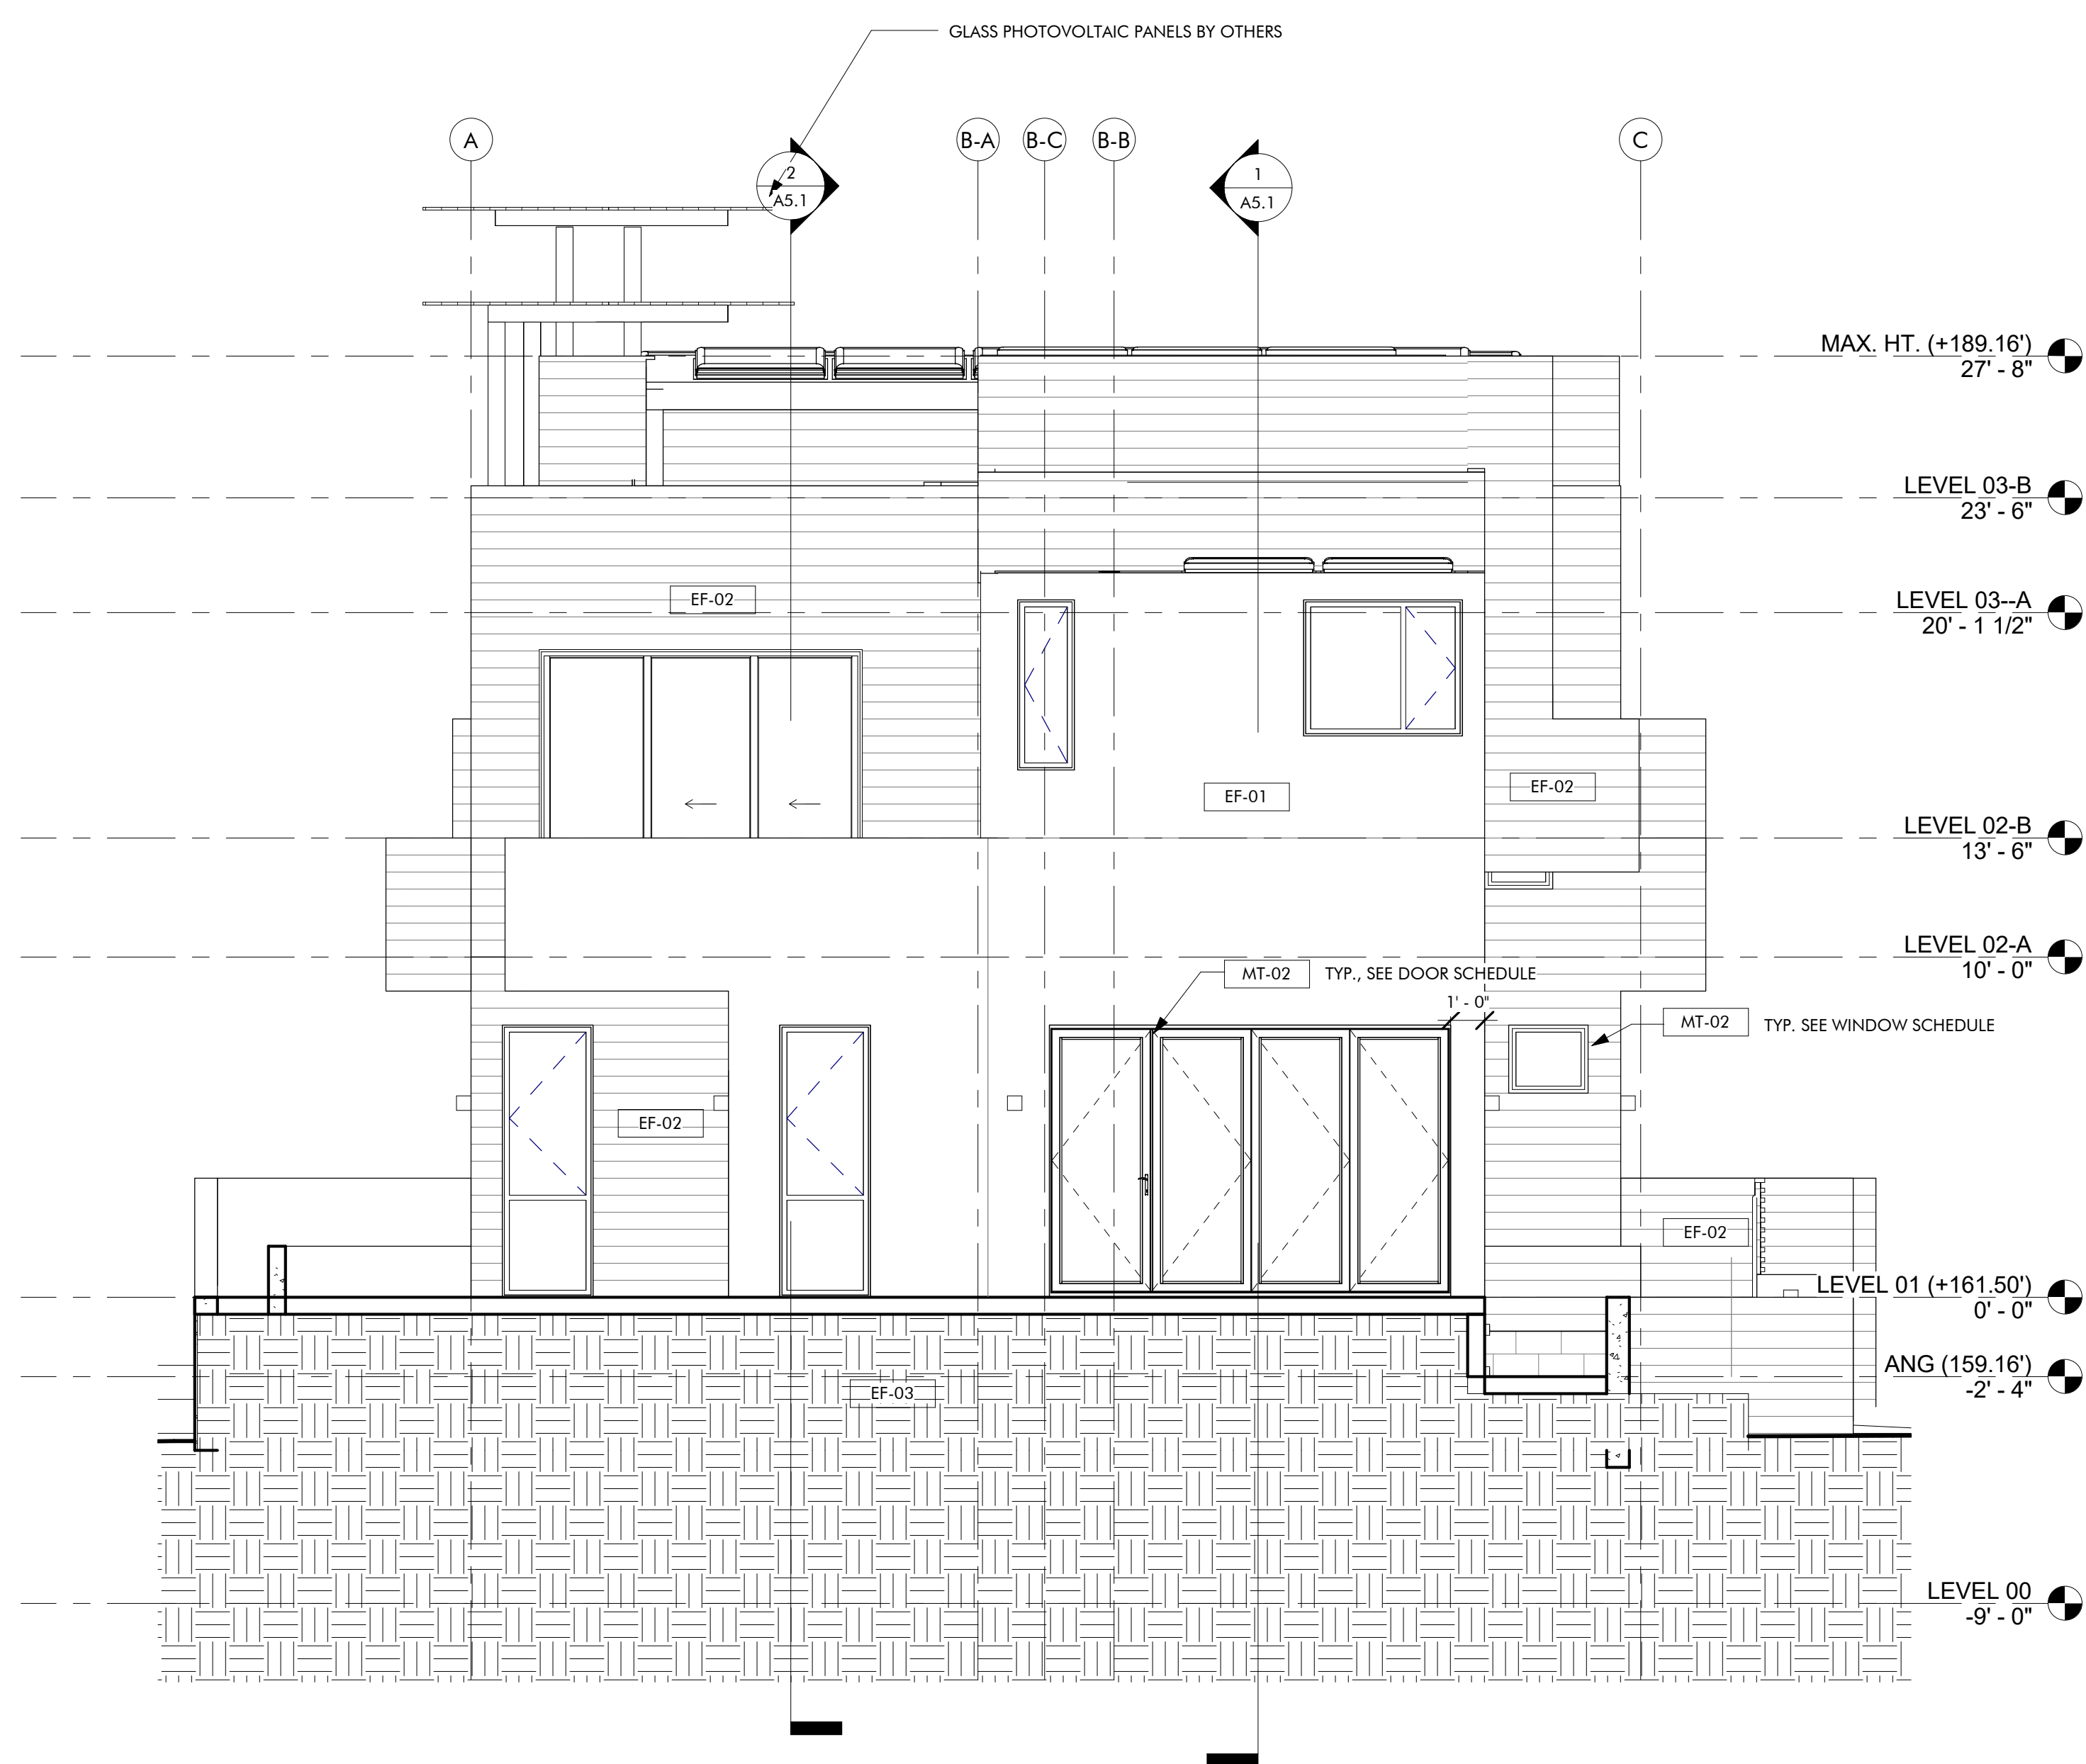 GLASS PHOTOVOLTAIC PANELS BY OTHERS
A
B-A
B-C
B-B
C
2
A5.1
1
A5.1
MAX. HT. (+189.16')
27' - 8"
LEVEL 03-B
23' - 6"
EF-02
LEVEL 03--A
20' - 1 1/2"
EF-01
EF-02
LEVEL 02-B
13' - 6"
LEVEL 02-A
10' - 0"
MT-02 TYP., SEE DOOR SCHEDULE
1' - 0"
MT-02 TYP. SEE WINDOW SCHEDULE
EF-02
EF-02
LEVEL 01 (+161.50')
0' - 0"
ANG (159.16')
-2' - 4"
EF-03
LEVEL 00
-9' - 0"